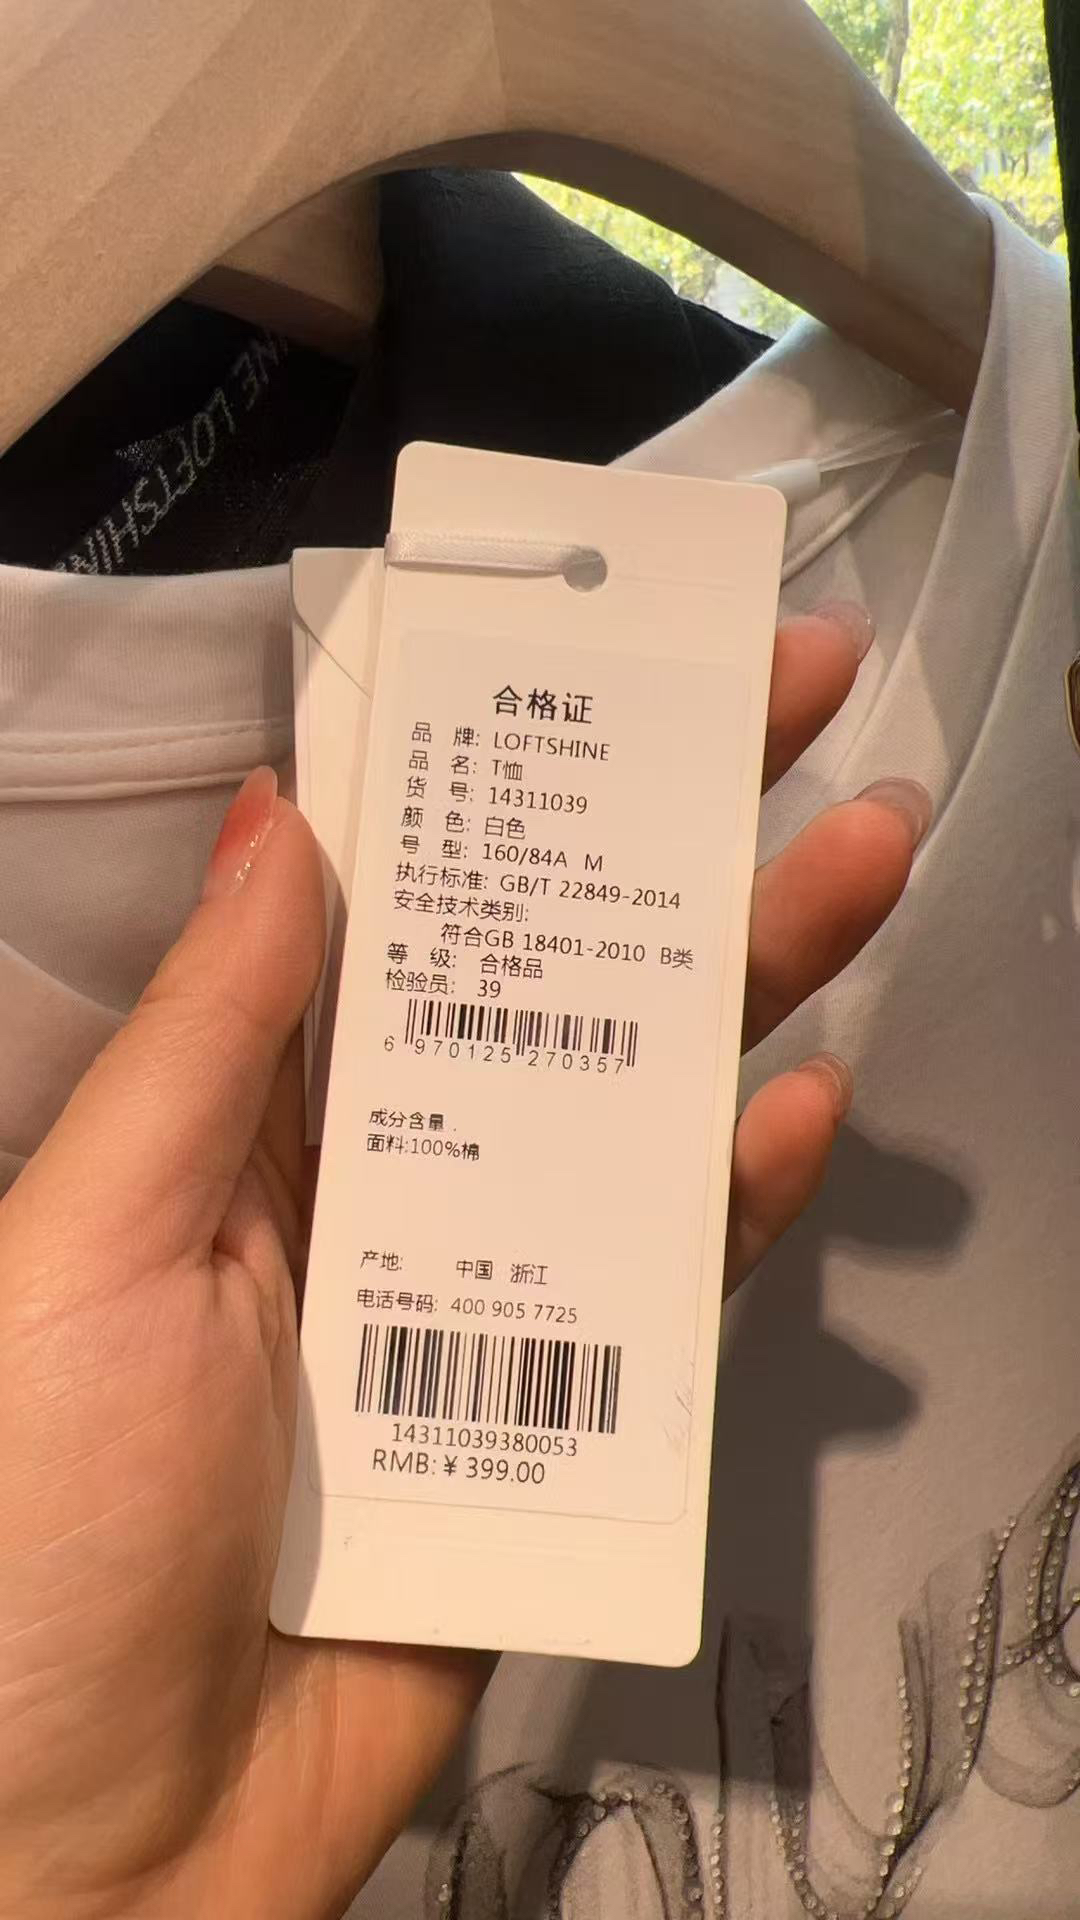 LOFTSHINE
合格证
品 牌: LOFTSHINE
品 名: T恤
货 号: 14311039
颜 色: 白色
号 型: 160/84A M
执行标准: GB/T 22849-2014
安全技术类别:
符合GB 18401-2010 B类
等 级: 合格品
检验员: 39
6 970125 270357
成分含量.
面料:100%棉
产地: 中国 浙江
电话号码: 400 905 7725
14311039380053
RMB:¥ 399.00